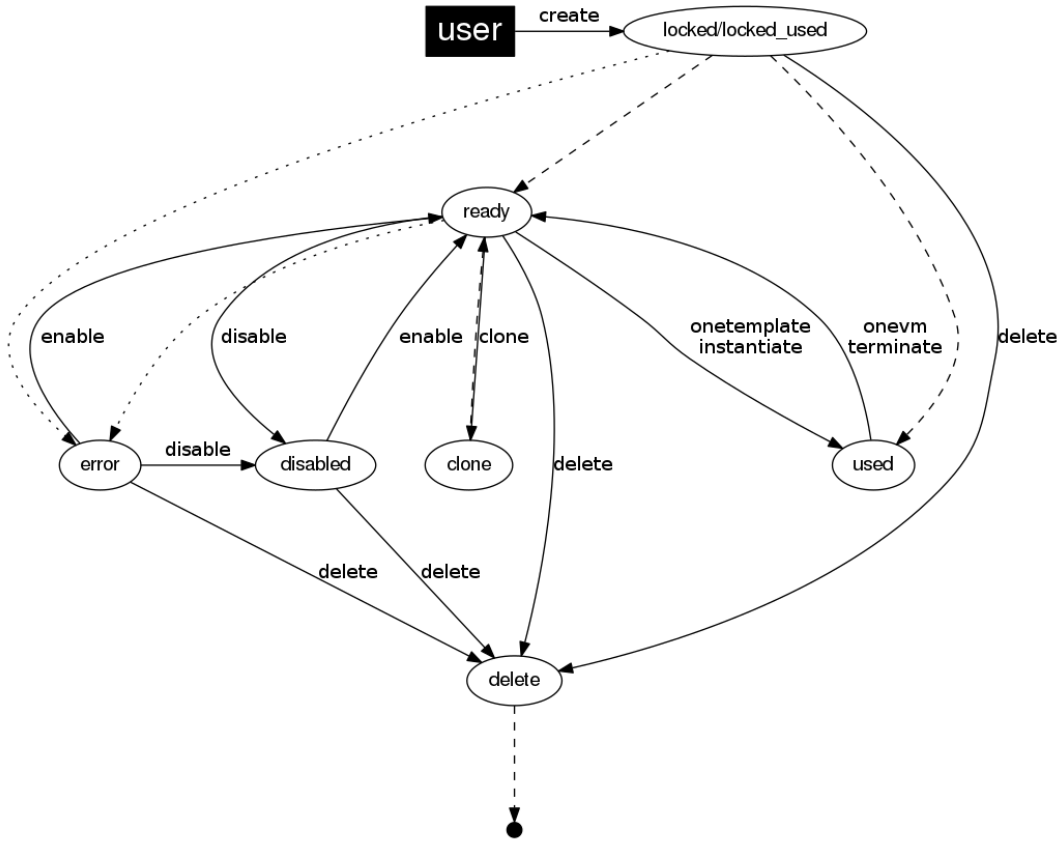 user
create
locked/locked_used
ready
enable
disable
enable
clone
onetemplate
instantiate
onevm
terminate
delete
error
disable
disabled
clone
delete
used
delete
delete
delete